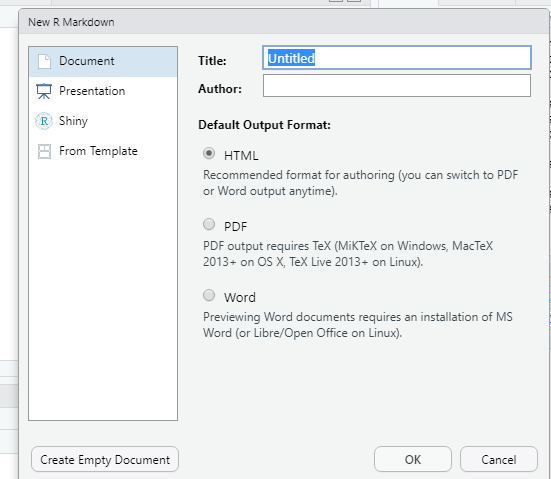 New R Markdown
Document
Presentation
R Shiny
From Template
Title: Untitled
Author:
Default Output Format:
HTML
Recommended format for authoring (you can switch to PDF
or Word output anytime).
PDF
PDF output requires TeX (MiKTeX on Windows, MacTeX
2013+ on OS X, TeX Live 2013+ on Linux).
Word
Previewing Word documents requires an installation of MS
Word (or Libre/Open Office on Linux).
Create Empty Document OK Cancel